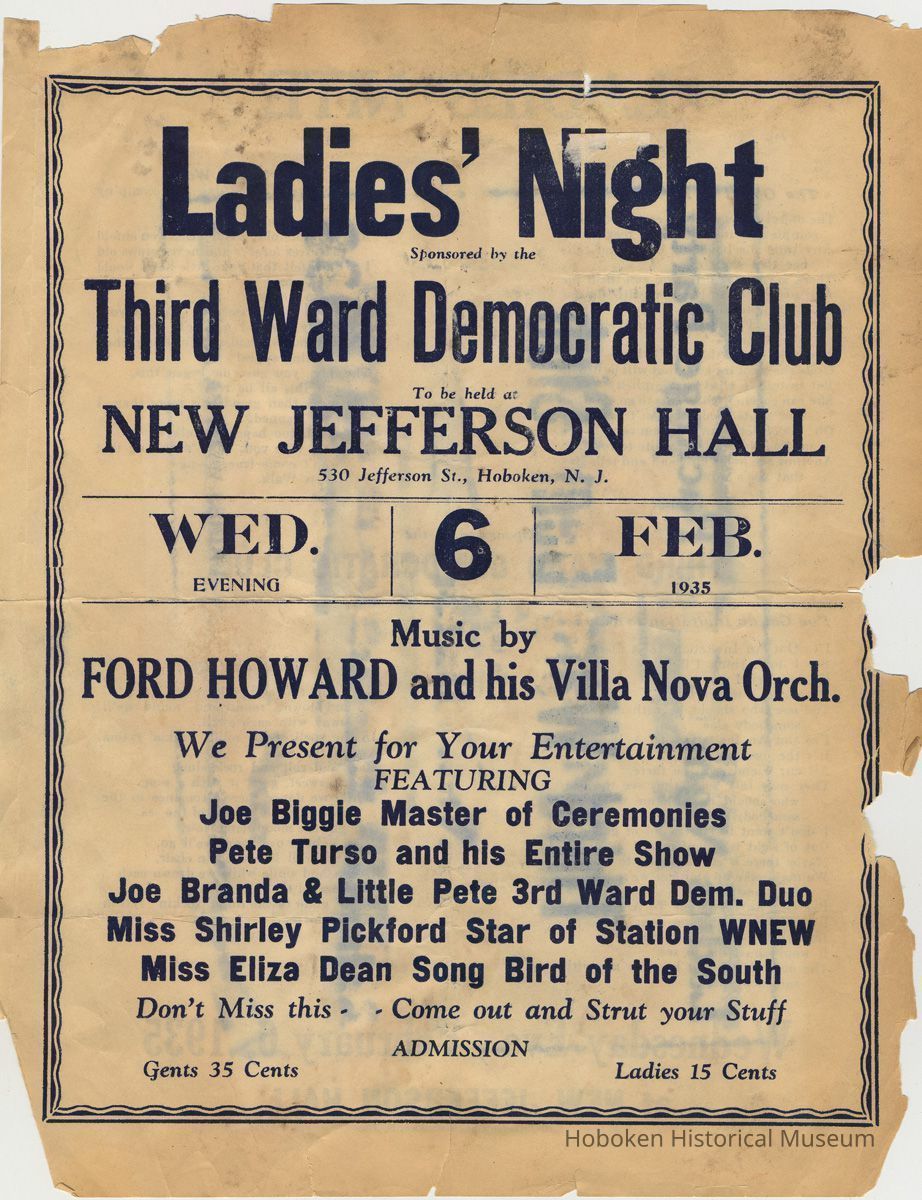 Ladies' Night
Sponsored by the
Third Ward Democratic Club
To be held at
NEW JEFFERSON HALL
530 Jefferson St., Hoboken, N. J.
WED. 6 FEB.
EVENING 1935
Music by
FORD HOWARD and his Villa Nova Orch.
We Present for Your Entertainment
FEATURING
Joe Biggie Master of Ceremonies
Pete Turso and his Entire Show
Joe Branda & Little Pete 3rd Ward Dem. Duo
Miss Shirley Pickford Star of Station WNEW
Miss Eliza Dean Song Bird of the South
Don't Miss this - - Come out and Strut your Stuff
ADMISSION
Gents 35 Cents Ladies 15 Cents
Hoboken Historical Museum